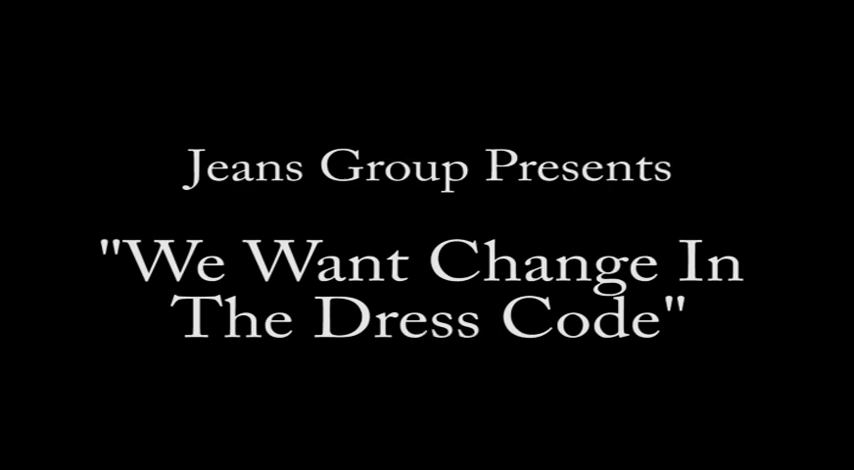 Jeans Group Presents
"We Want Change In
The Dress Code"